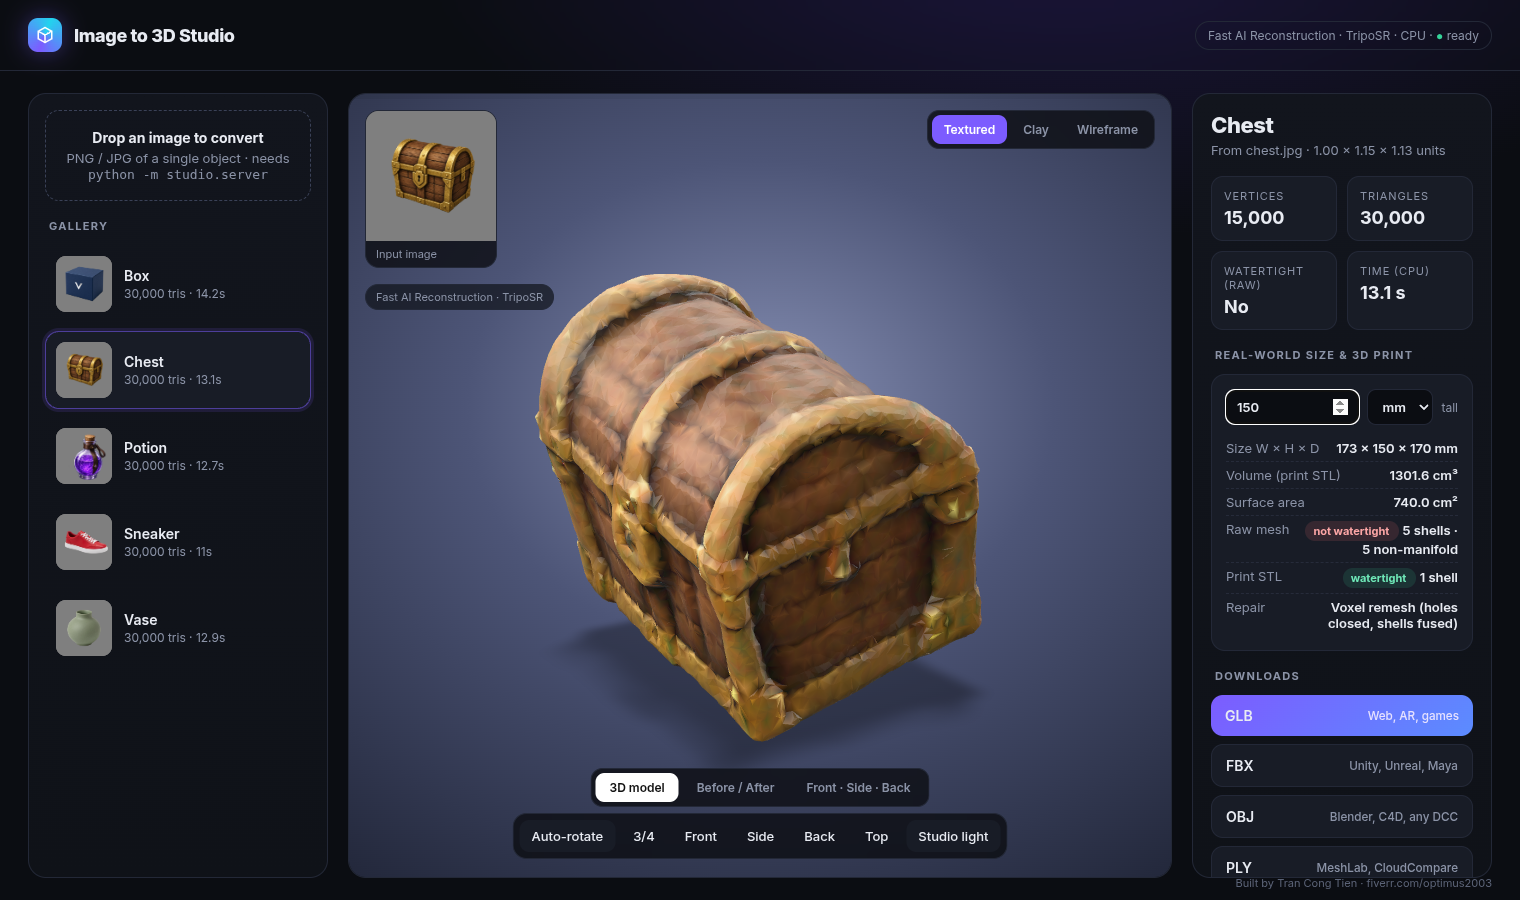 Image to 3D Studio
Fast AI Reconstruction · TripoSR · CPU · ● ready
Drop an image to convert
PNG / JPG of a single object · needs
python -m studio.server
GALLERY
Box
30,000 tris · 14.2s
Chest
30,000 tris · 13.1s
Potion
30,000 tris · 12.7s
Sneaker
30,000 tris · 11s
Vase
30,000 tris · 12.9s
Input image
Fast AI Reconstruction · TripoSR
Textured Clay Wireframe
3D model Before / After Front · Side · Back
Auto-rotate 3/4 Front Side Back Top Studio light
Chest
From chest.jpg · 1.00 × 1.15 × 1.13 units
VERTICES
15,000
TRIANGLES
30,000
WATERTIGHT
(RAW)
No
TIME (CPU)
13.1 s
REAL-WORLD SIZE & 3D PRINT
150 mm tall
Size W × H × D 173 × 150 × 170 mm
Volume (print STL) 1301.6 cm³
Surface area 740.0 cm²
Raw mesh not watertight 5 shells ·
5 non-manifold
Print STL watertight 1 shell
Repair Voxel remesh (holes
closed, shells fused)
DOWNLOADS
GLB Web, AR, games
FBX Unity, Unreal, Maya
OBJ Blender, C4D, any DCC
PLY MeshLab, CloudCompare
Built by Tran Cong Tien · fiverr.com/optimus2003